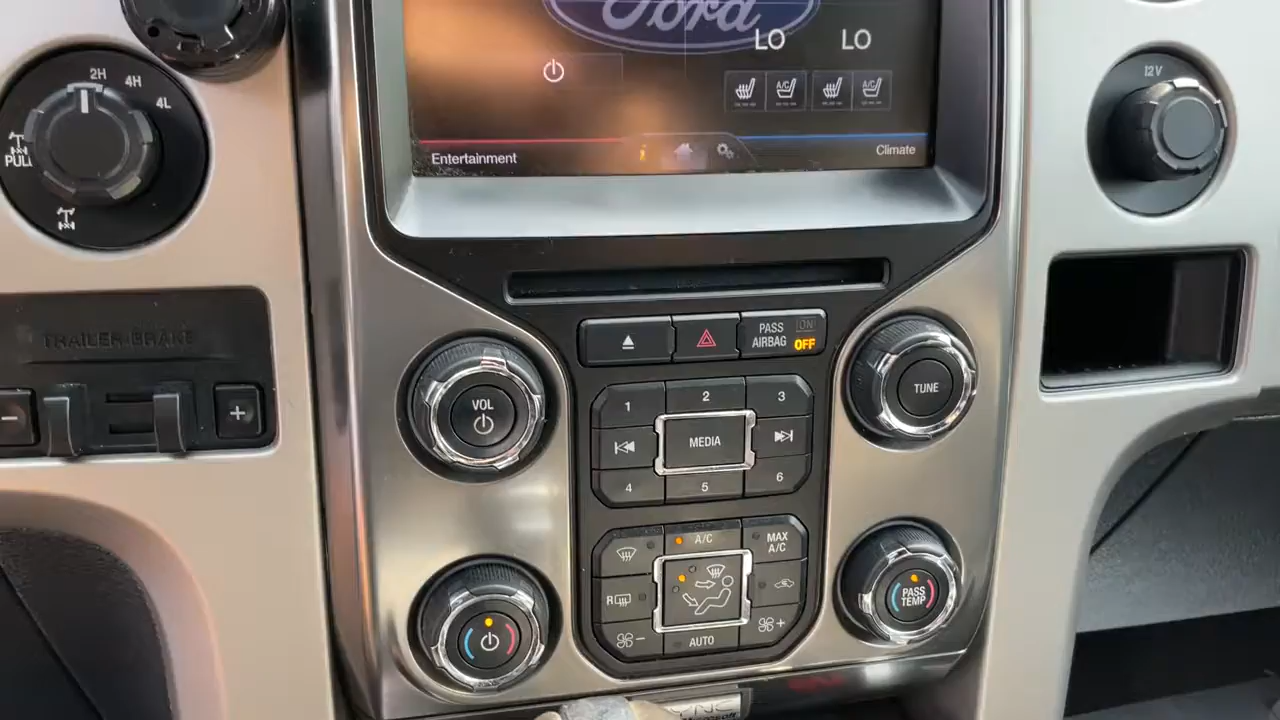 Ford
LO
LO
A/C
A/C
Entertainment
Climate
2H
4H
4L
PULL
12V
TRAILER BRAKE
−
+
PASS
AIRBAG
ON
OFF
VOL
TUNE
1
2
3
MEDIA
4
5
6
A/C
MAX
A/C
R
AUTO
−
+
PASS
TEMP
SYNC